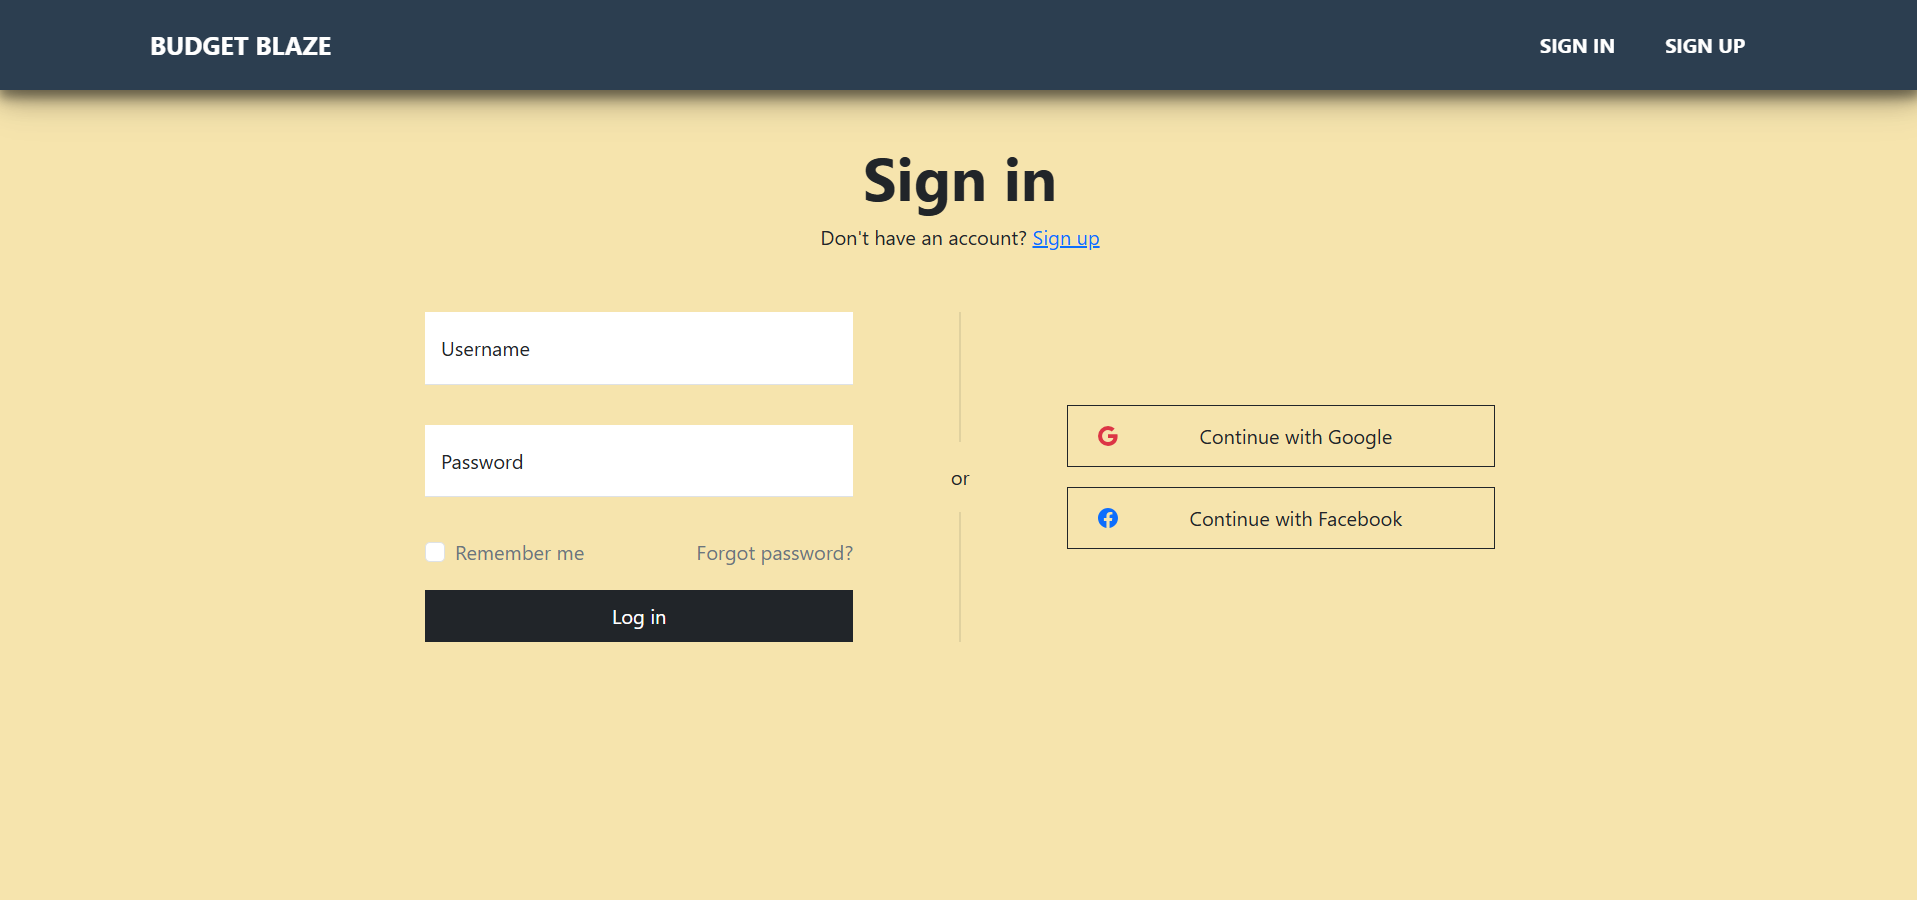 BUDGET BLAZE
SIGN IN
SIGN UP
Sign in
Don't have an account? Sign up
Username
Password
Remember me
Forgot password?
Log in
or
Continue with Google
Continue with Facebook